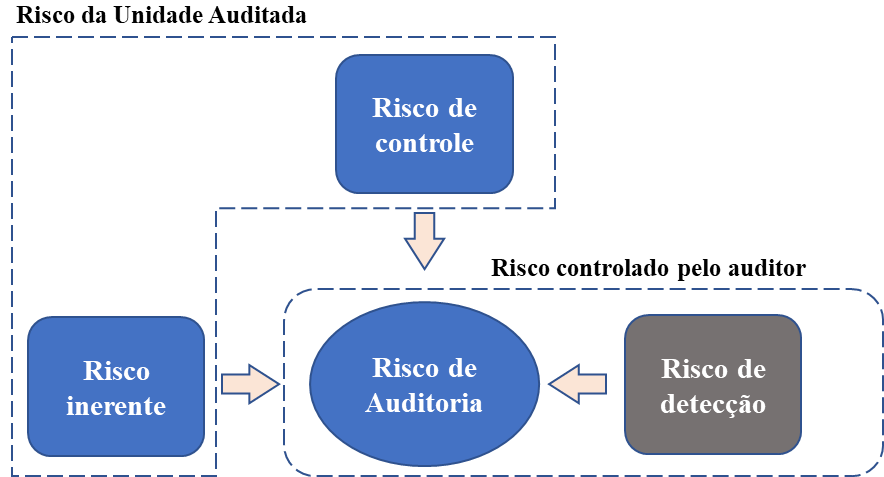 Risco da Unidade Auditada
Risco de
controle
Risco controlado pelo auditor
Risco
inerente
Risco de
Auditoria
Risco de
detecção